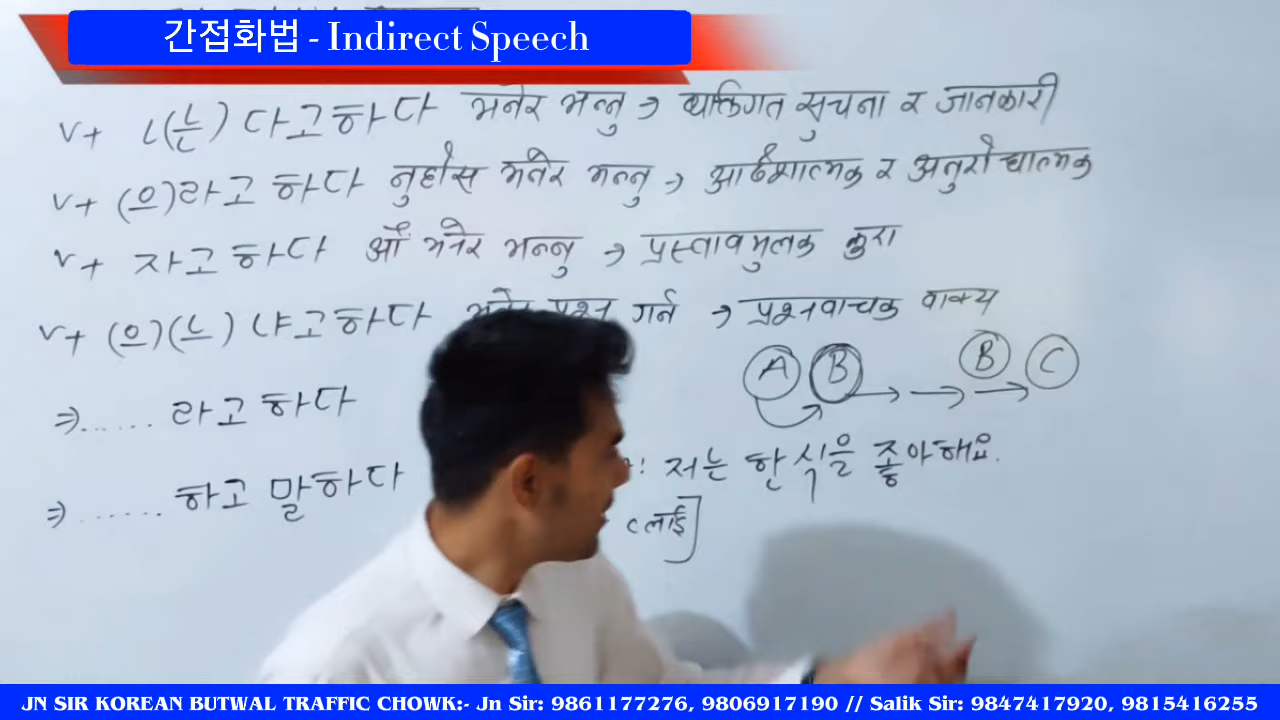 간접화법 - Indirect Speech
V+ ㄴ(는) 다고하다 भनेर भन्नु → ब्यक्तिगत सुचना र जानकारी
V+ (으)라고 하다 नुहोस भनेर भन्नु → आदेशात्मक र अनुरोधात्मक
V+ 자고 하다 औं भनेर भन्नु → प्रस्तावमुलक कुरा
V+ (으)(느) 냐고하다 भनेर प्रश्न गर्न → प्रश्नवाचक वाक्य
A B → → B → C
⇒...... 라고 하다
: 저는 한식을 좋아해요.
⇒ ...... 하고 말하다
C लाई]
JN SIR KOREAN BUTWAL TRAFFIC CHOWK:- Jn Sir: 9861177276, 9806917190 // Salik Sir: 9847417920, 9815416255